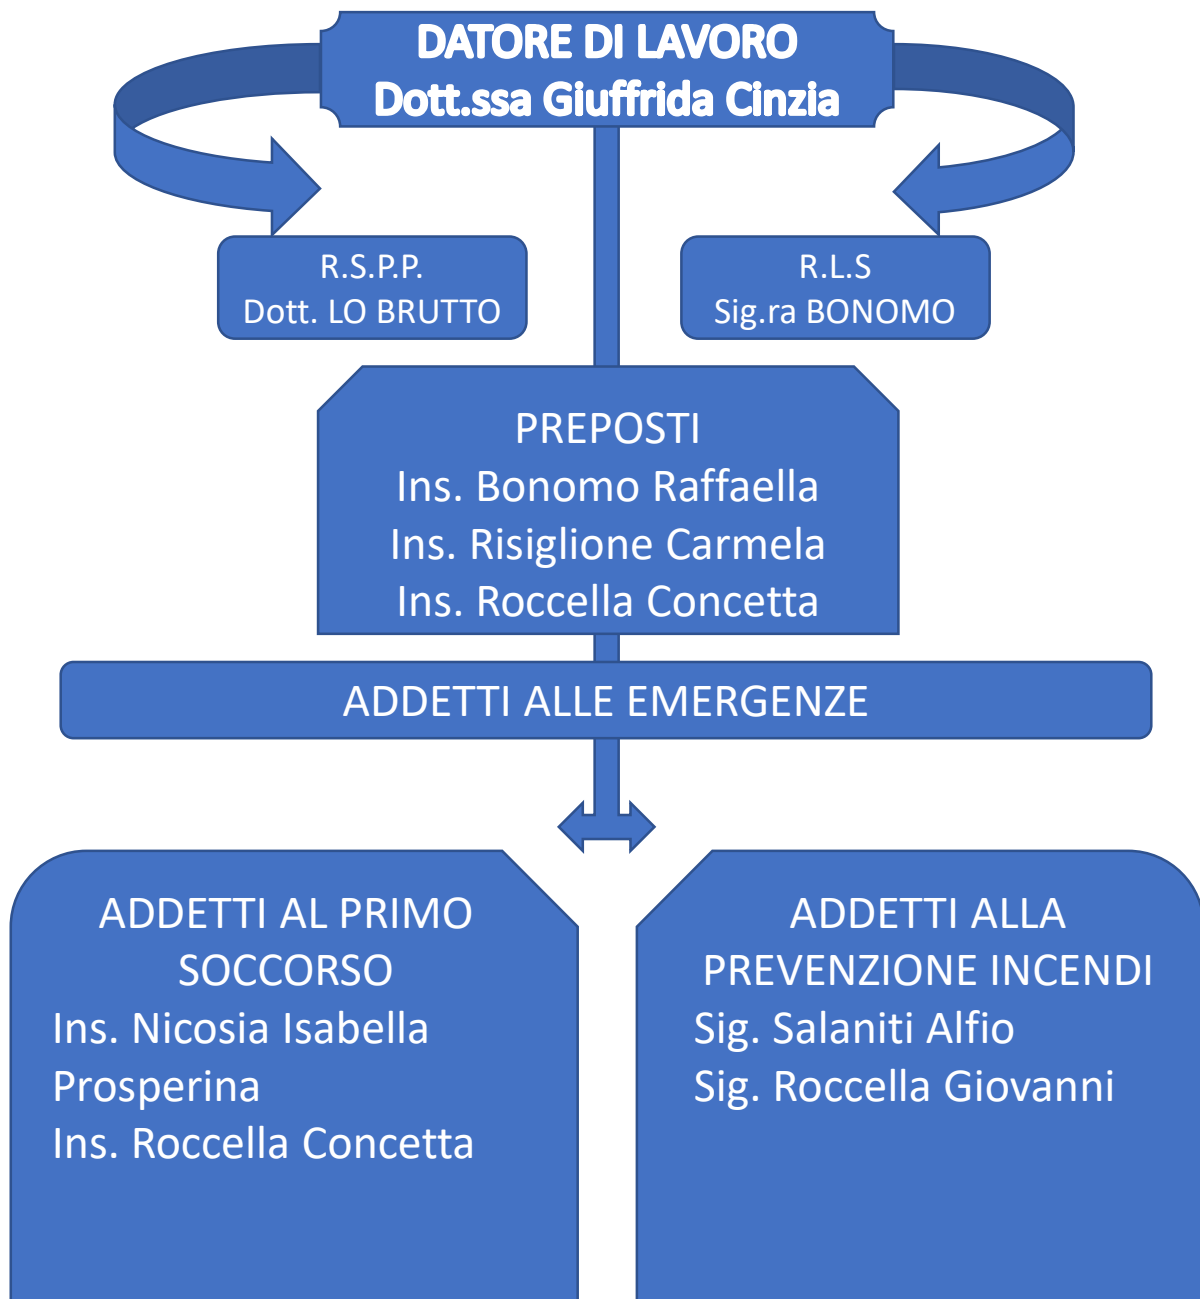 DATORE DI LAVORO
Dott.ssa Giuffrida Cinzia
R.S.P.P.
Dott. LO BRUTTO
R.L.S
Sig.ra BONOMO
PREPOSTI
Ins. Bonomo Raffaella
Ins. Risiglione Carmela
Ins. Roccella Concetta
ADDETTI ALLE EMERGENZE
ADDETTI AL PRIMO
SOCCORSO
Ins. Nicosia Isabella
Prosperina
Ins. Roccella Concetta
ADDETTI ALLA
PREVENZIONE INCENDI
Sig. Salaniti Alfio
Sig. Roccella Giovanni